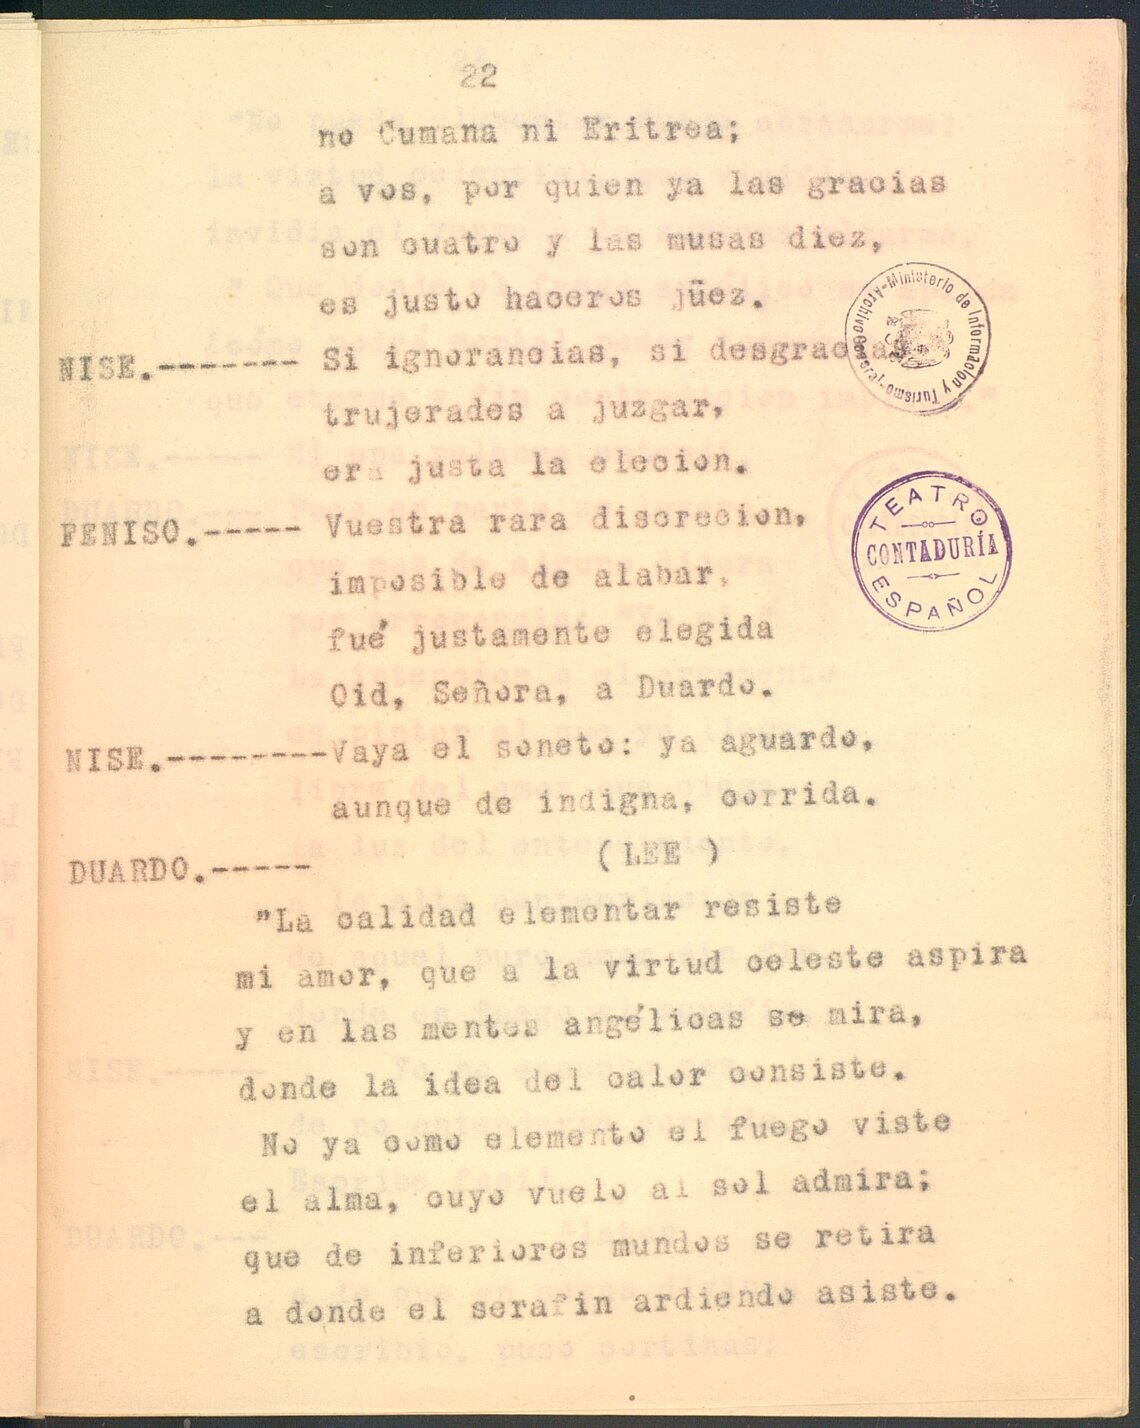 22
no Cumana ni Eritrea;
a vos, por quien ya las gracias
son cuatro y las musas diez,
es justo haceros jüez.
NISE.------- Si ignorancias, si desgracias
trujerades a juzgar,
era justa la elecion.
FENISO.----- Vuestra rara discrecion,
imposible de alabar,
fué justamente elegida
Oid, Señora, a Duardo.
NISE.--------Vaya el soneto: ya aguardo,
aunque de indigna, corrida.
DUARDO.----- ( LEE )
"La calidad elementar resiste
mi amor, que a la virtud celeste aspira
y en las mentes angélicas se mira,
donde la idea del calor consiste.
No ya como elemento el fuego viste
el alma, cuyo vuelo al sol admira;
que de inferiores mundos se retira
a donde el serafin ardiendo asiste.
Ministerio de Información y Turismo-Archivo General-
TEATRO
CONTADURÍA
ESPAÑOL